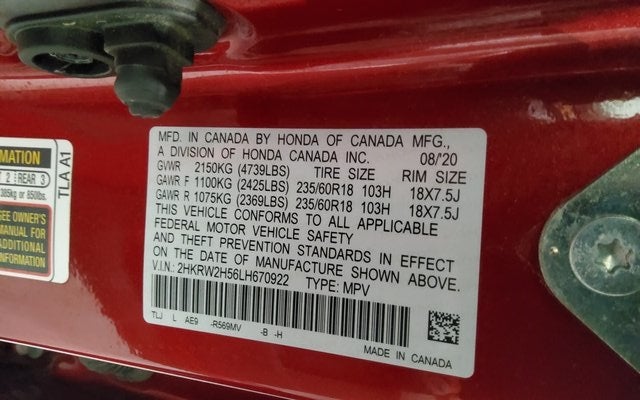 MFD. IN CANADA BY HONDA OF CANADA MFG.,
A DIVISION OF HONDA CANADA INC. 08/'20
GVWR 2150KG (4739LBS) TIRE SIZE RIM SIZE
GAWR F 1100KG (2425LBS) 235/60R18 103H 18X7.5J
GAWR R 1075KG (2369LBS) 235/60R18 103H 18X7.5J
THIS VEHICLE CONFORMS TO ALL APPLICABLE
FEDERAL MOTOR VEHICLE SAFETY
AND THEFT PREVENTION STANDARDS IN EFFECT
ON THE DATE OF MANUFACTURE SHOWN ABOVE.
V.I.N.: 2HKRW2H56LH670922 TYPE: MPV
TLJ L AE9 -R569MV -B -H
MADE IN CANADA
MATION
T 2 REAR 3
385kg or 850lbs.
SEE OWNER'S
MANUAL FOR
ADDITIONAL
TLA A1